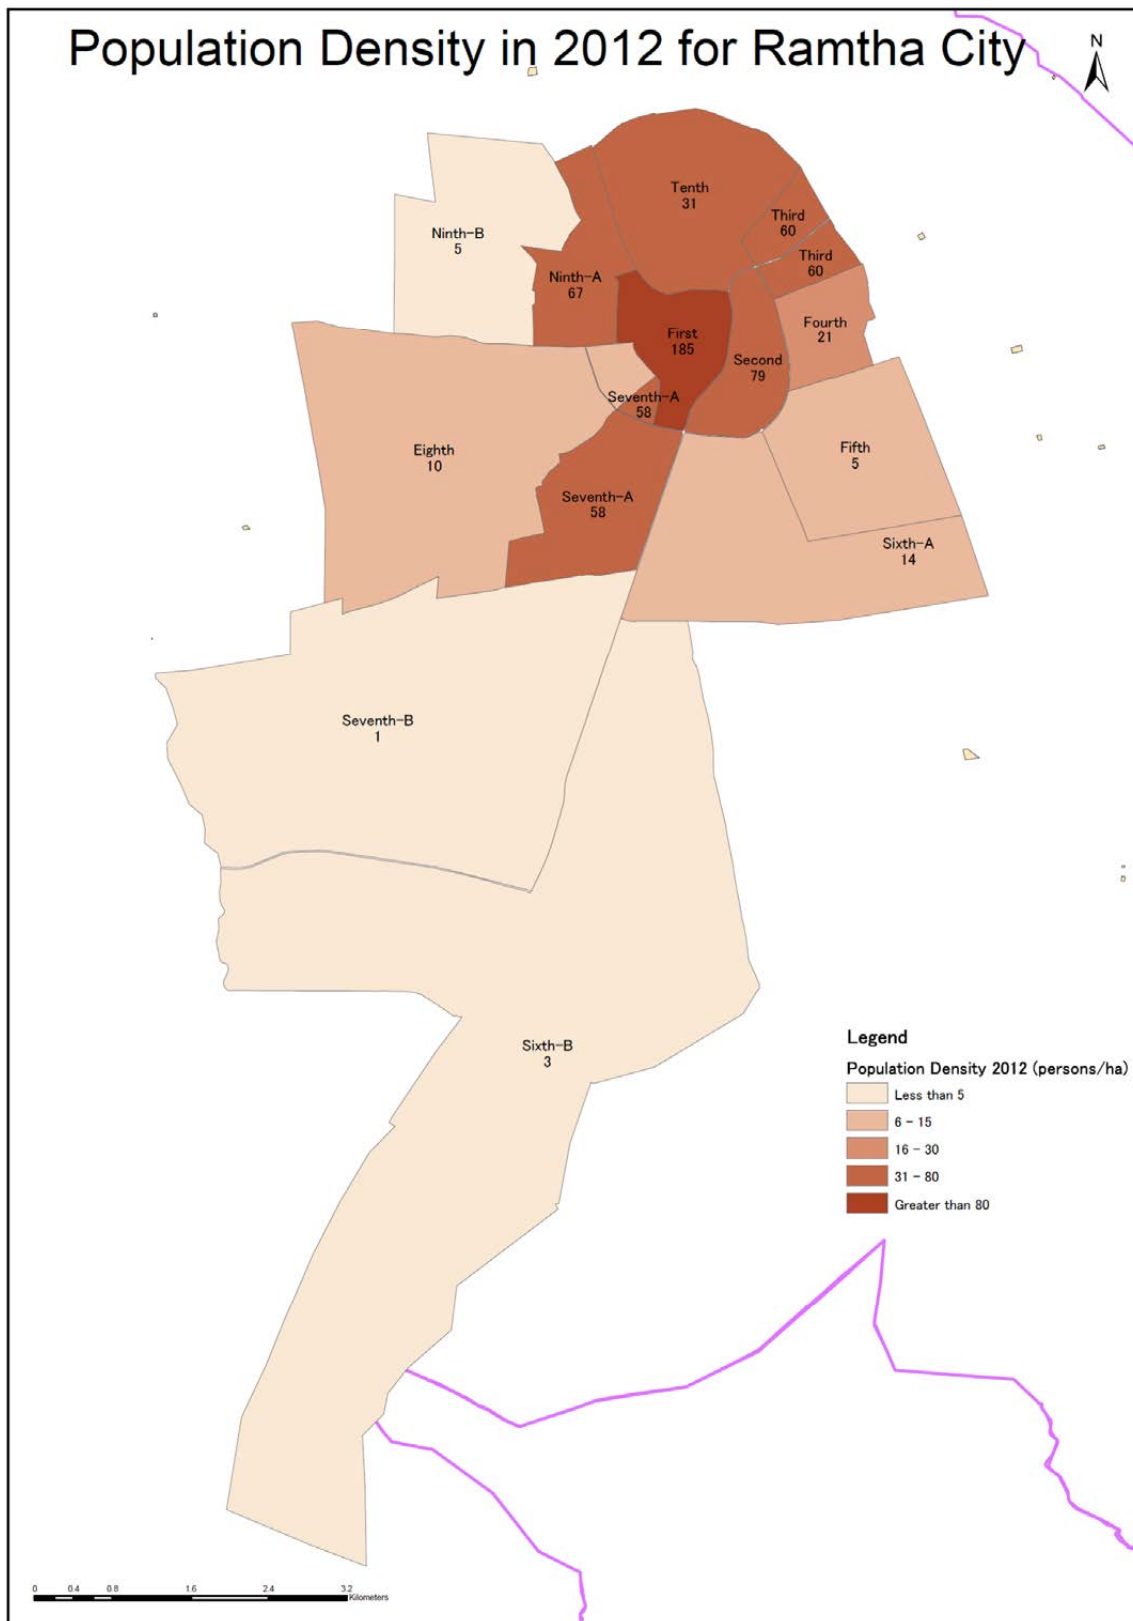 Population Density in 2012 for Ramtha City
N
Tenth
31
Third
60
Ninth-B
5
Third
60
Ninth-A
67
Fourth
21
First
185
Second
79
Seventh-A
58
Eighth
10
Fifth
5
Seventh-A
58
Sixth-A
14
Seventh-B
1
Sixth-B
3
Legend
Population Density 2012 (persons/ha)
Less than 5
6 - 15
16 - 30
31 - 80
Greater than 80
0 0.4 0.8 1.6 2.4 3.2
Kilometers